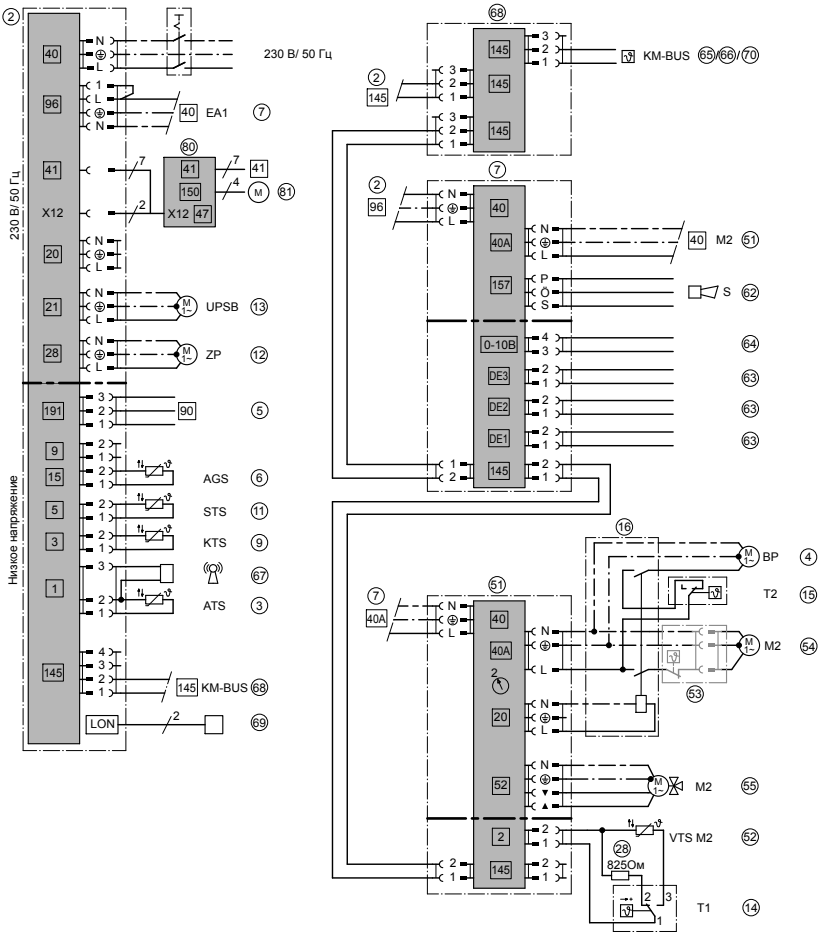 2
230 В/ 50 Гц
Низкое напряжение
40
N
L
230 В/ 50 Гц
96
1
L
N
40 EA1 7
41
7
X12
2
80
41
150
X12 47
7 41
4 M 81
20
N
L
21
N
L
M 1~ UPSB 13
28
N
L
M 1~ ZP 12
191
3
2
1
90 5
9
2
1
15
2
1
ϑ AGS 6
5
2
1
ϑ STS 11
3
2
1
ϑ KTS 9
1
3
67
2
1
ϑ ATS 3
145
4
3
2
1
145 KM-BUS 68
LON 2 69
68
145
3
2
1
ϑ KM-BUS 65/66/70
2
145
3
2
1
145
3
2
1
145
7
2
96
N
L
40
40A
N
L
40 M2 51
157
P
Ö
S
S 62
0-10В
4
3
64
DE3
2
1
63
DE2
2
1
63
DE1
2
1
63
1
2
145
2
1
16
M 1~ BP 4
ϑ T2 15
51
7
40A
N
L
40
40A
N
L
ϑ
53
M 1~ M2 54
2
20
N
L
52
N
▼
▲
M 1~ M2 55
2
2
1
ϑ VTS M2 52
28
825Ом
2
1
145
2
1
ϑ
2 3
1
T1 14